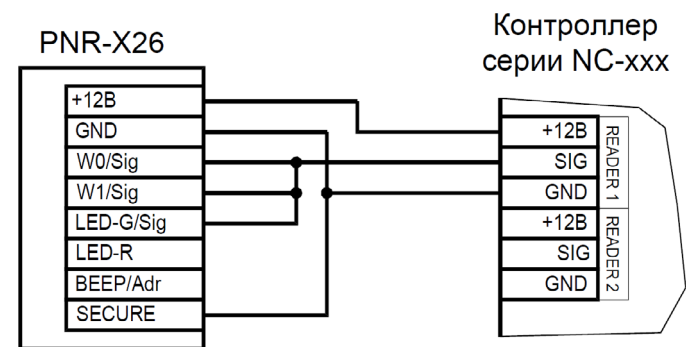 PNR-X26
+12В
GND
W0/Sig
W1/Sig
LED-G/Sig
LED-R
BEEP/Adr
SECURE
Контроллер
серии NC-xxx
+12В
SIG
GND
READER 1
+12В
SIG
GND
READER 2